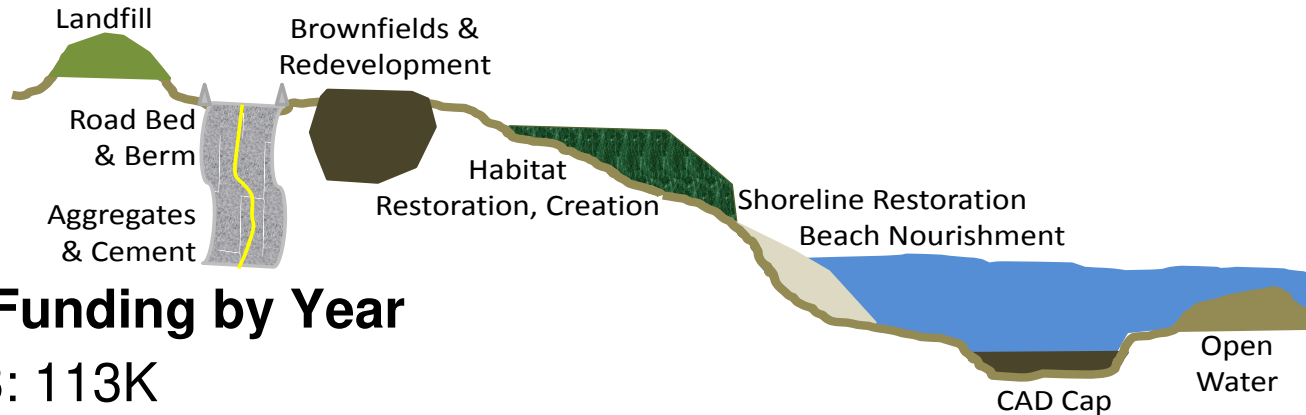 Landfill
Brownfields &
Redevelopment
Road Bed
& Berm
Habitat
Restoration, Creation
Aggregates
& Cement
Shoreline Restoration
Beach Nourishment
Funding by Year
: 113K
Open
Water
CAD Cap